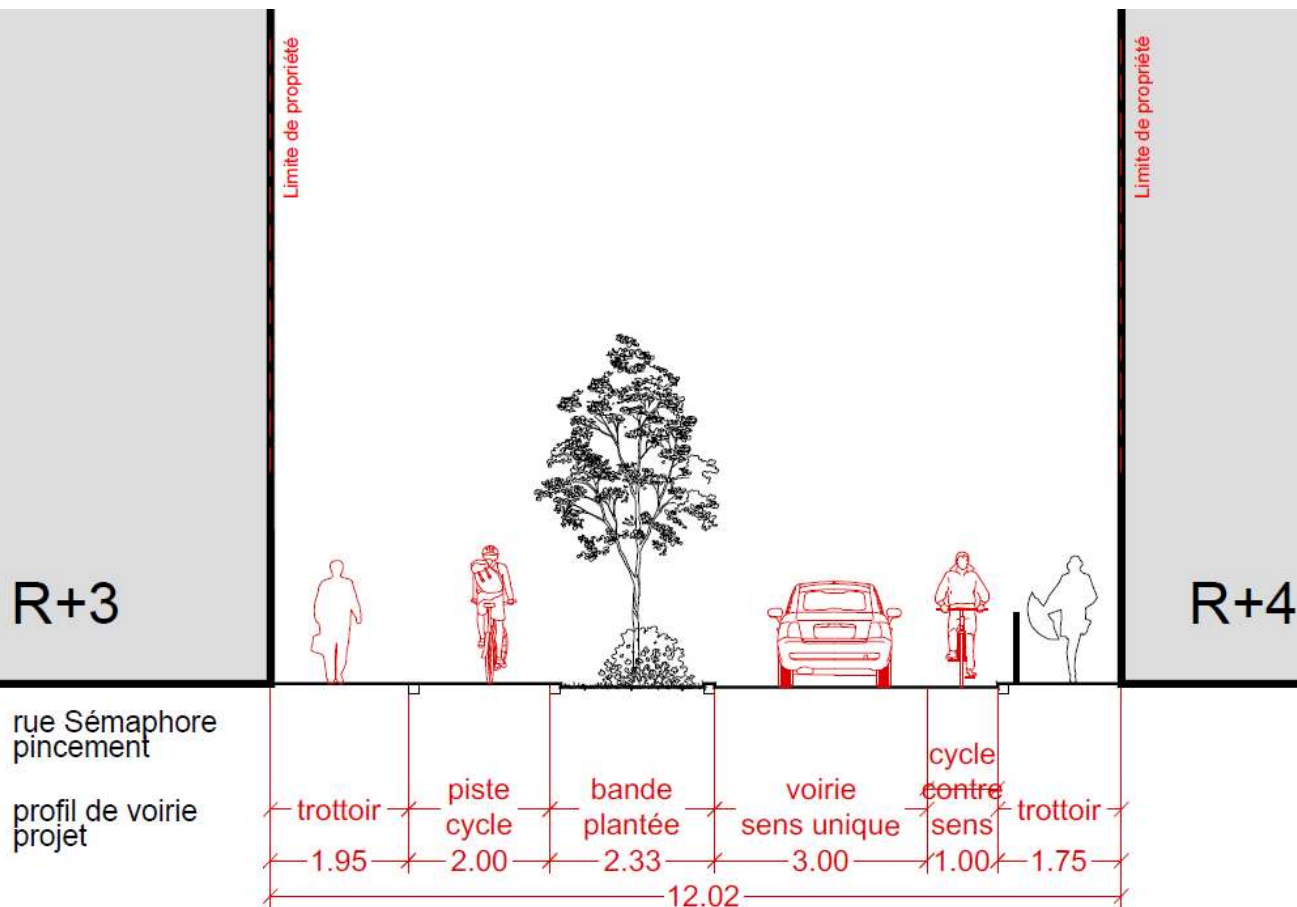 Limite de propriété
Limite de propriété
R+3
R+4
rue Sémaphore
pincement
profil de voirie
projet
trottoir
1.95
piste
cycle
2.00
bande
plantée
2.33
voirie
sens unique
3.00
cycle
contre
sens
1.00
trottoir
1.75
12.02